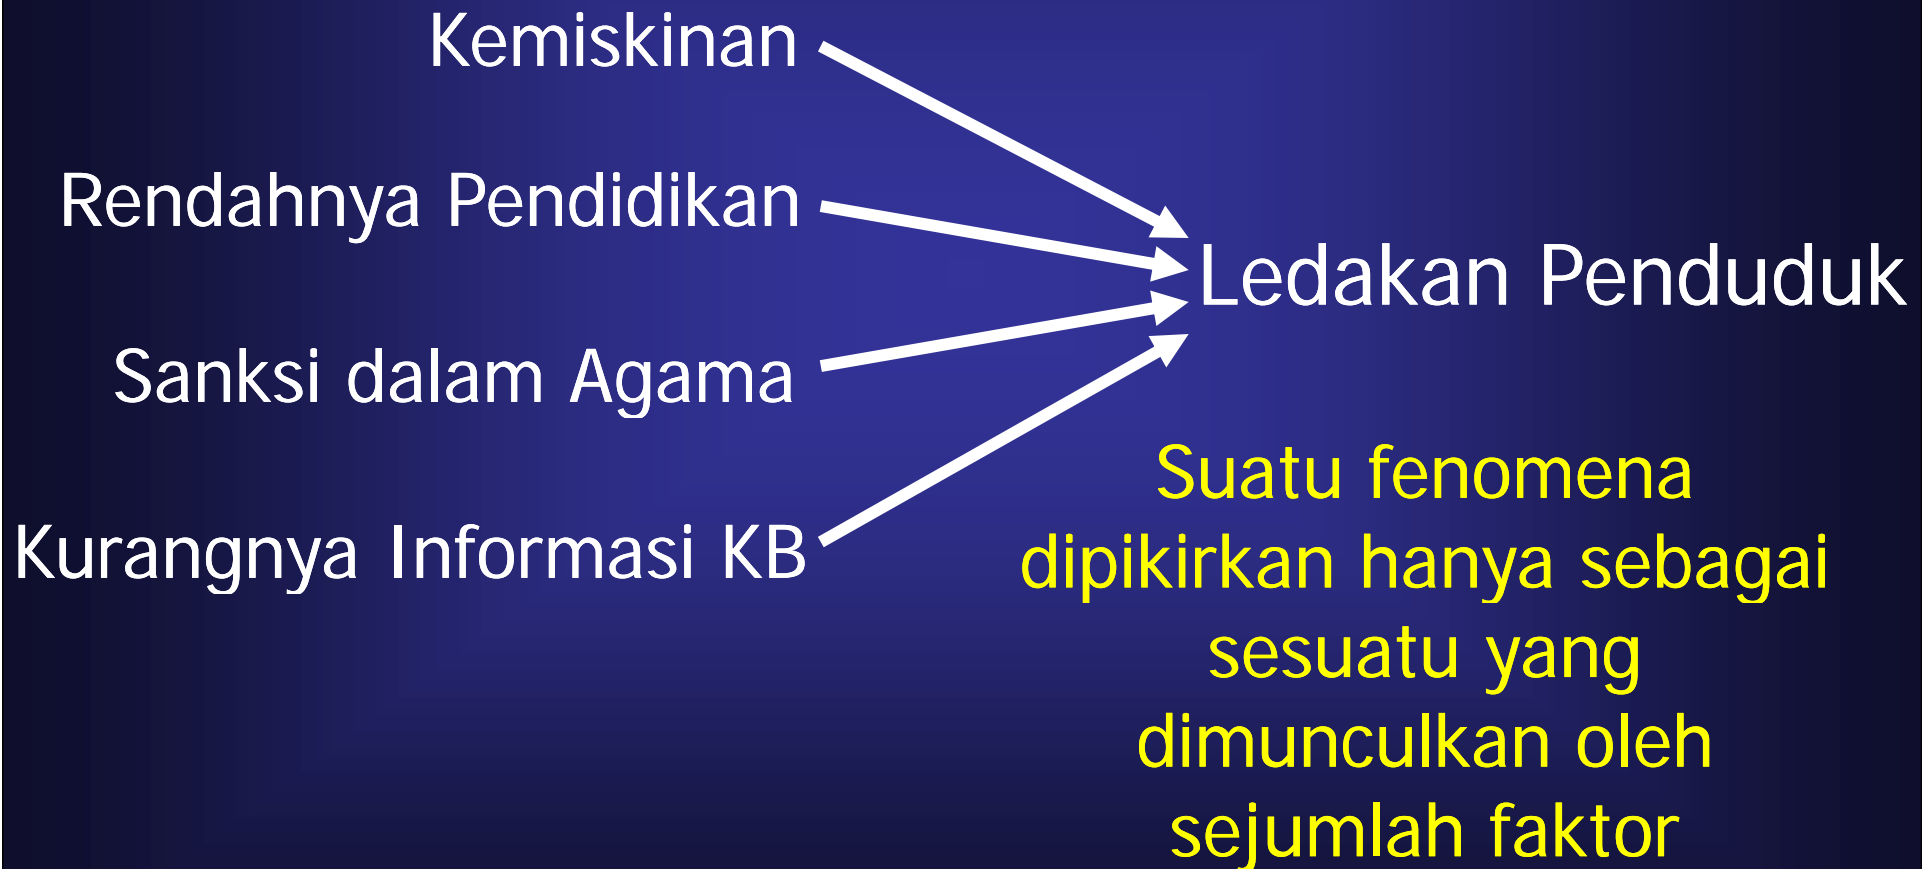 Kemiskinan
Rendahnya Pendidikan
Ledakan Penduduk
Sanksi dalam Agama
Kurangnya Informasi KB
Suatu fenomena
dipikirkan hanya sebagai
sesuatu yang
dimunculkan oleh
sejumlah faktor